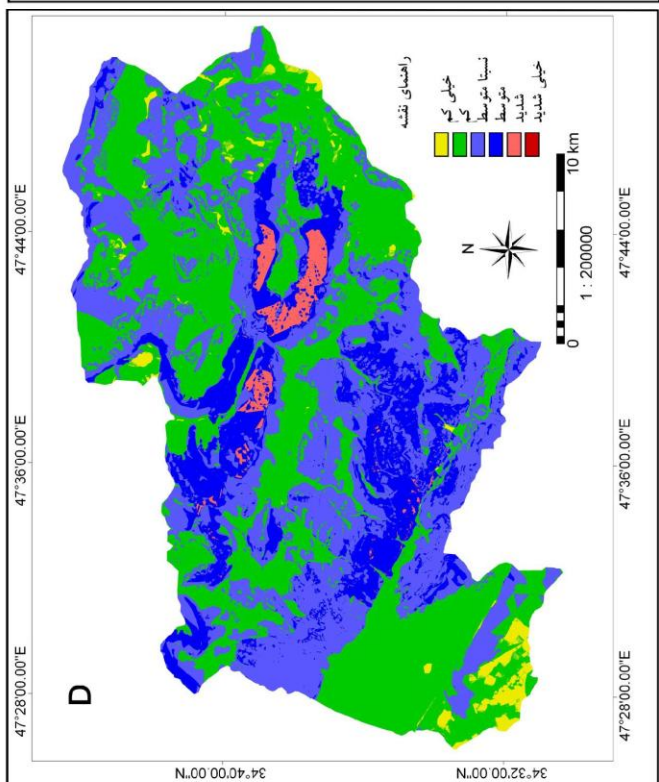 D
47°28'00.00"E
47°36'00.00"E
47°44'00.00"E
34°40'00.00"N
34°32'00.00"N
راهنمای نقشه
خیلی کم
کم
نسبتا متوسط
متوسط
شدید
خیلی شدید
N
1 : 200000
0
10 km
47°28'00.00"E
47°36'00.00"E
47°44'00.00"E